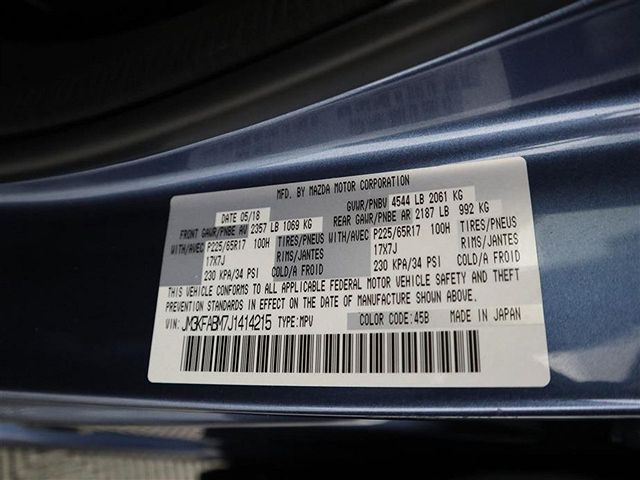 MFD. BY MAZDA MOTOR CORPORATION
DATE 05/18 GVWR/PNBV 4544 LB 2061 KG
FRONT GAWR/PNBE AV 2357 LB 1069 KG REAR GAWR/PNBE AR 2187 LB 992 KG
WITH/AVEC P225/65R17 100H TIRES/PNEUS WITH/AVEC P225/65R17 100H TIRES/PNEUS
17X7J RIMS/JANTES 17X7J RIMS/JANTES
230 KPA/34 PSI COLD/A FROID 230 KPA/34 PSI COLD/A FROID
THIS VEHICLE CONFORMS TO ALL APPLICABLE FEDERAL MOTOR VEHICLE SAFETY AND THEFT
PREVENTION STANDARDS IN EFFECT ON THE DATE OF MANUFACTURE SHOWN ABOVE.
VIN: JM3KFABM7J1414215 TYPE:MPV COLOR CODE:45B MADE IN JAPAN